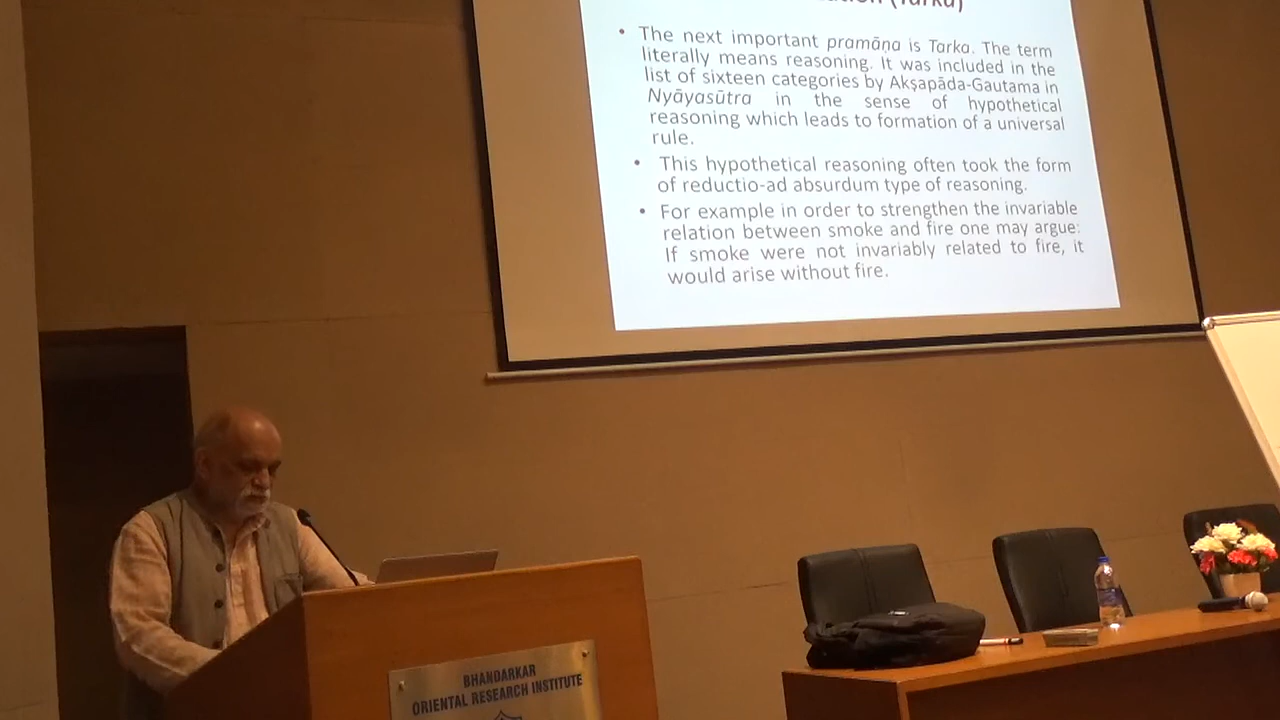 (Tarka)
• The next important pramāṇa is Tarka. The term
literally means reasoning. It was included in the
list of sixteen categories by Akṣapāda-Gautama in
Nyāyasūtra in the sense of hypothetical
reasoning which leads to formation of a universal
rule.
• This hypothetical reasoning often took the form
of reductio-ad absurdum type of reasoning.
• For example in order to strengthen the invariable
relation between smoke and fire one may argue:
If smoke were not invariably related to fire, it
would arise without fire.
BHANDARKAR
ORIENTAL RESEARCH INSTITUTE